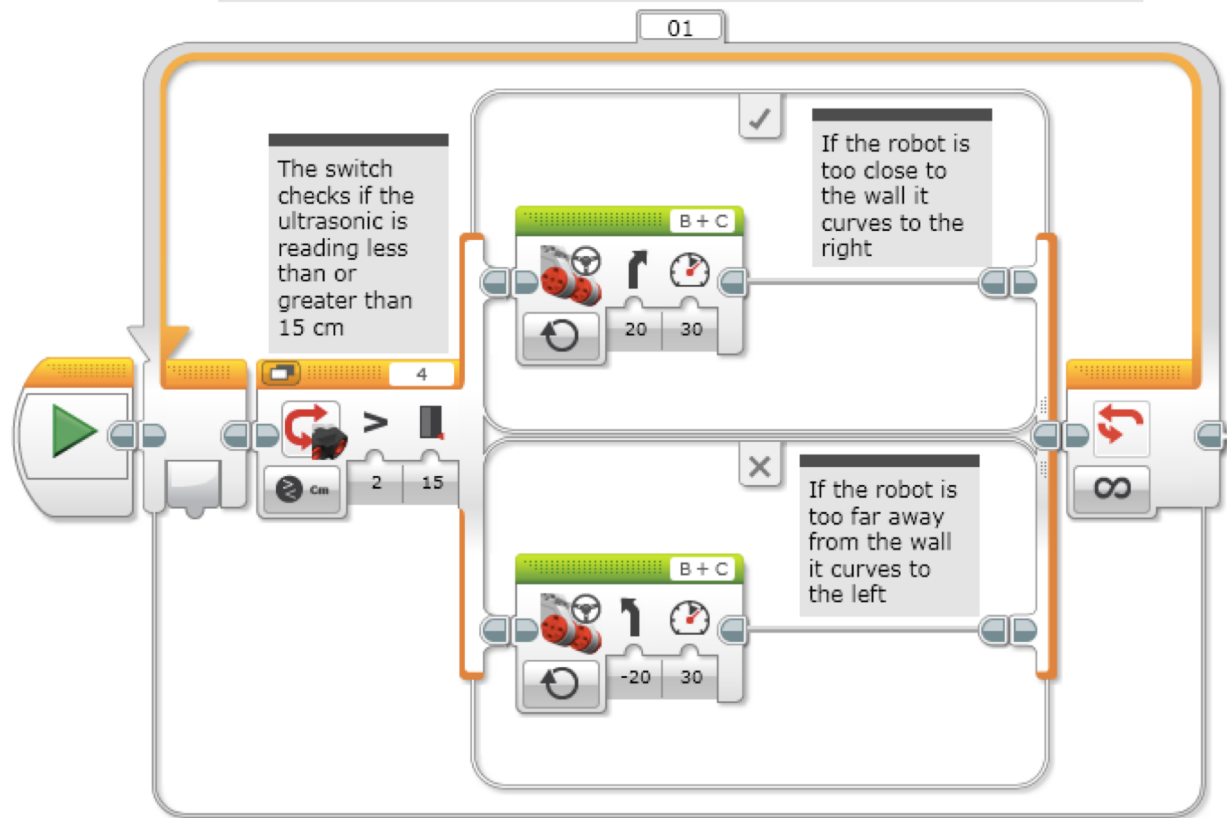 01
The switch
checks if the
ultrasonic is
reading less
than or
greater than
15 cm
If the robot is
too close to
the wall it
curves to the
right
B + C
20 30
4
>
Cm 2 15
If the robot is
too far away
from the wall
it curves to
the left
B + C
-20 30
∞